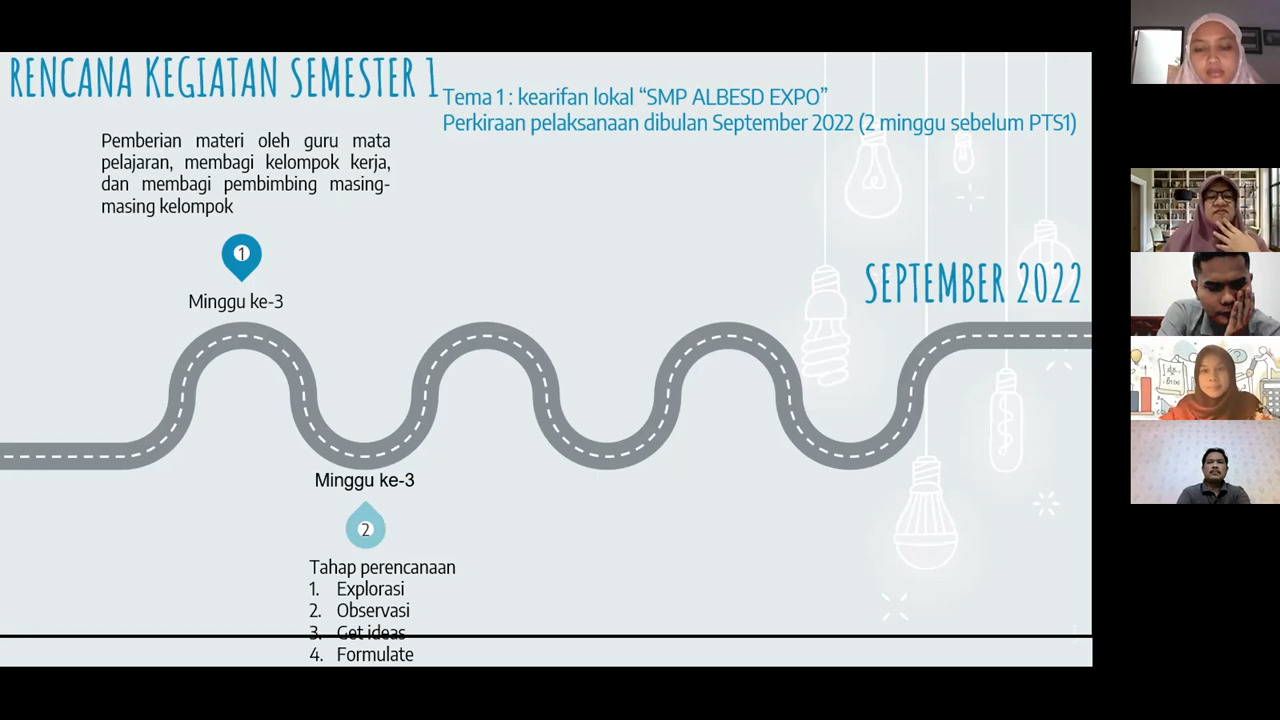 RENCANA KEGIATAN SEMESTER 1
Tema 1 : kearifan lokal “SMP ALBESD EXPO”
Perkiraan pelaksanaan dibulan September 2022 (2 minggu sebelum PTS1)
Pemberian materi oleh guru mata
pelajaran, membagi kelompok kerja,
dan membagi pembimbing masing-
masing kelompok
1
Minggu ke-3
SEPTEMBER 2022
Minggu ke-3
2
Tahap perencanaan
1. Explorasi
2. Observasi
3. Get ideas
4. Formulate